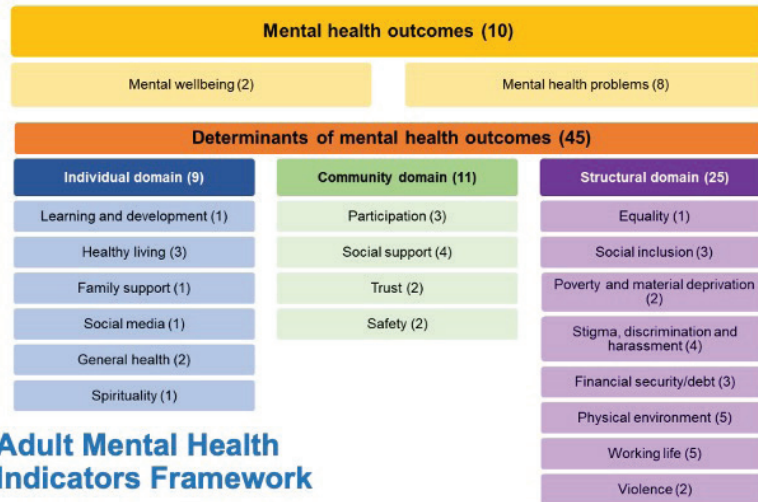 Mental health outcomes (10)
Mental wellbeing (2)
Mental health problems (8)
Determinants of mental health outcomes (45)
Individual domain (9)
Learning and development (1)
Healthy living (3)
Family support (1)
Social media (1)
General health (2)
Spirituality (1)
Community domain (11)
Participation (3)
Social support (4)
Trust (2)
Safety (2)
Structural domain (25)
Equality (1)
Social inclusion (3)
Poverty and material deprivation
(2)
Stigma, discrimination and
harassment (4)
Financial security/debt (3)
Physical environment (5)
Working life (5)
Violence (2)
Adult Mental Health
Indicators Framework